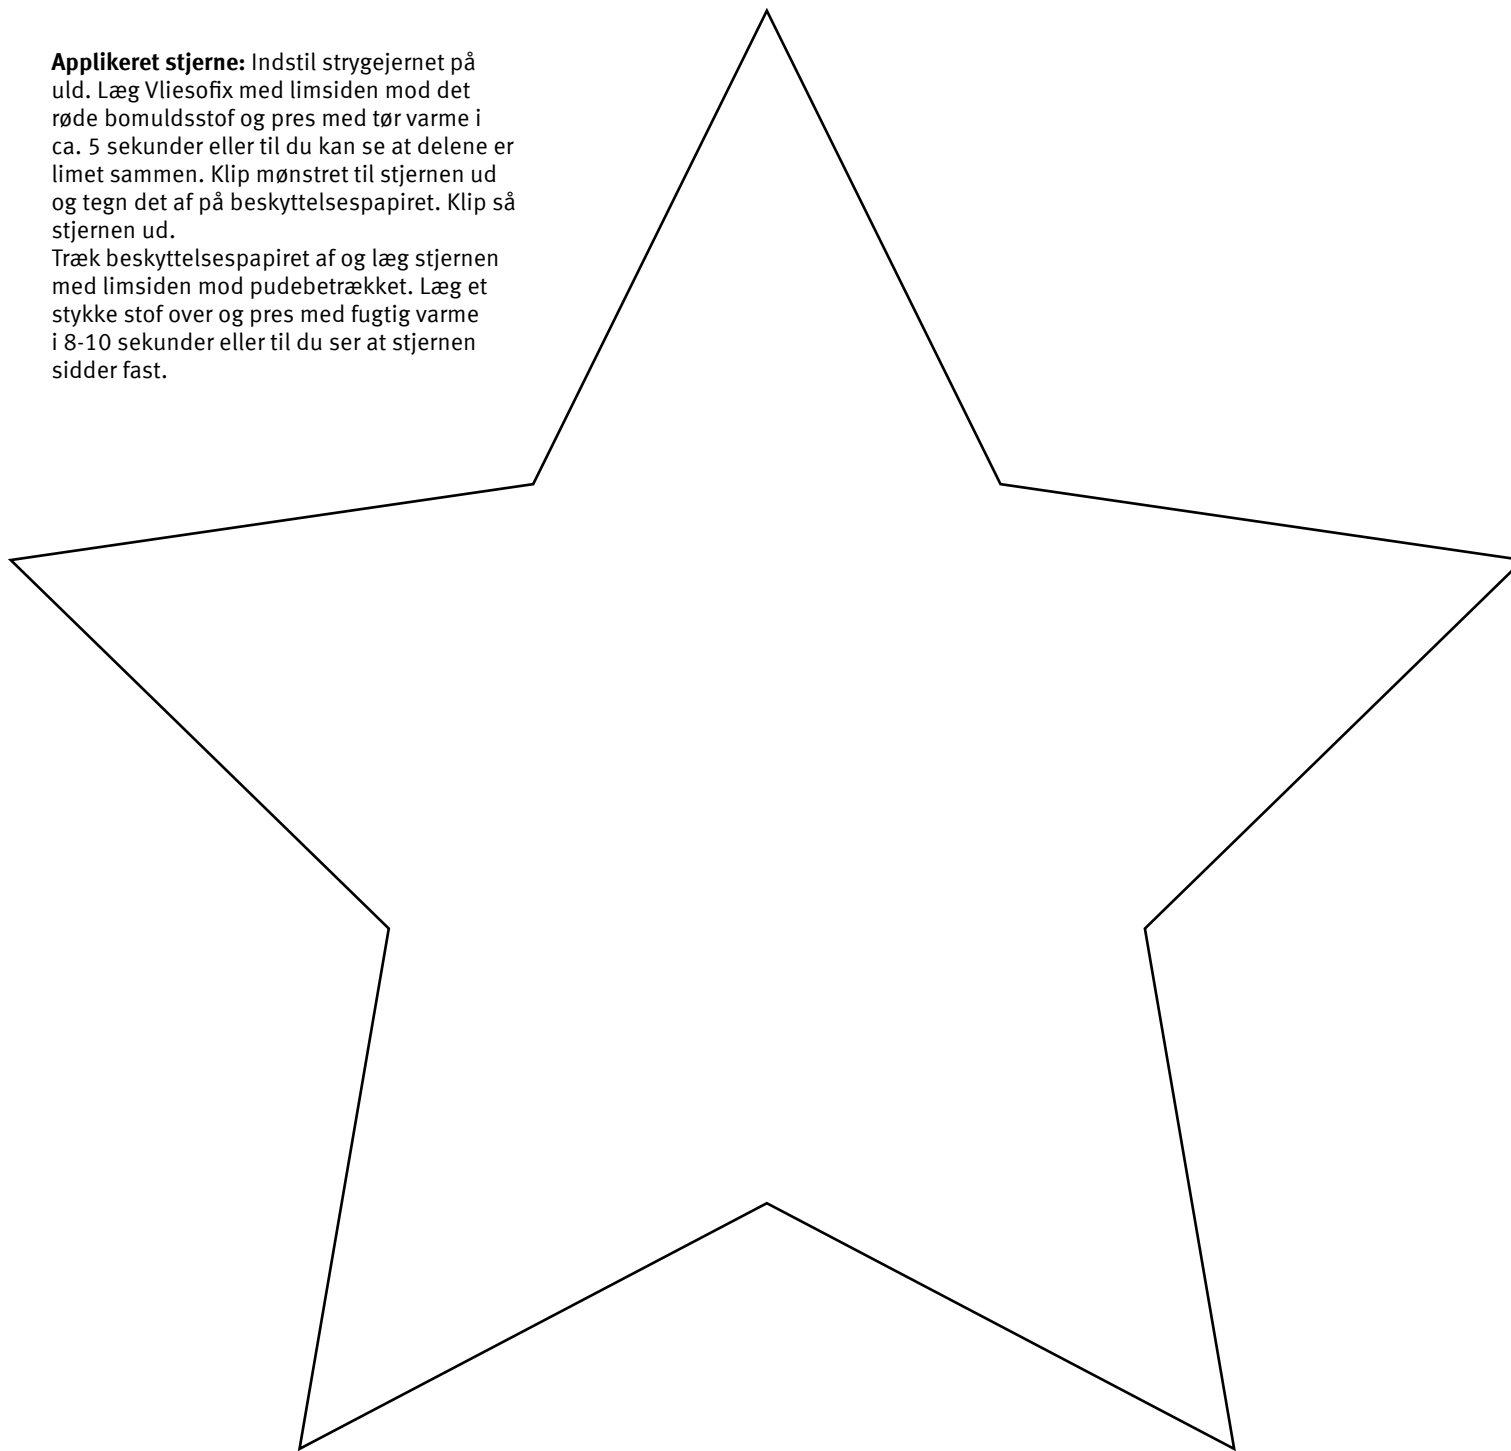 Applikeret stjerne: Indstil strygejernet på
uld. Læg Vliesofix med limsiden mod det
røde bomuldsstof og pres med tør varme i
ca. 5 sekunder eller til du kan se at delene er
limet sammen. Klip mønstret til stjernen ud
og tegn det af på beskyttelsespapiret. Klip så
stjernen ud.
Træk beskyttelsespapiret af og læg stjernen
med limsiden mod pudebetrækket. Læg et
stykke stof over og pres med fugtig varme
i 8-10 sekunder eller til du ser at stjernen
sidder fast.